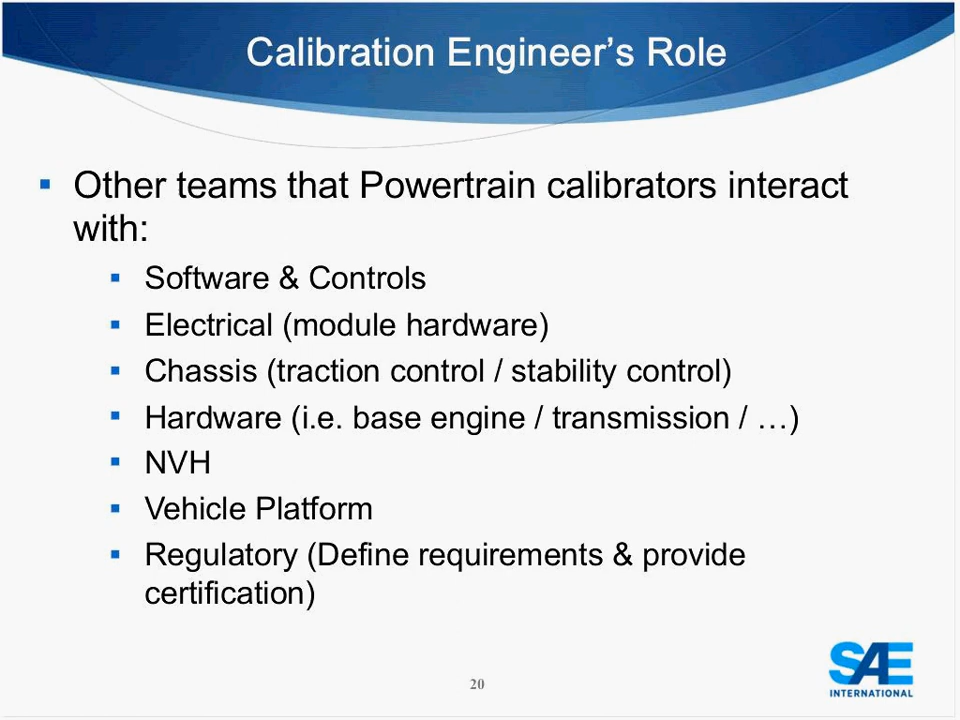 Calibration Engineer’s Role
▪ Other teams that Powertrain calibrators interact
with:
▪ Software & Controls
▪ Electrical (module hardware)
▪ Chassis (traction control / stability control)
▪ Hardware (i.e. base engine / transmission / …)
▪ NVH
▪ Vehicle Platform
▪ Regulatory (Define requirements & provide
certification)
SAE
INTERNATIONAL
20